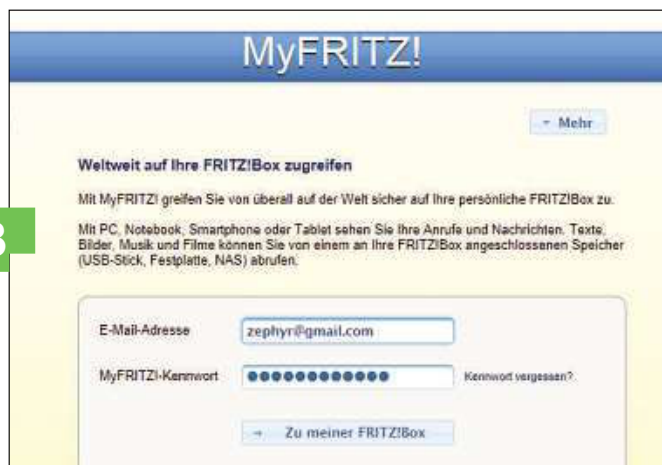 MyFRITZ!
Mehr
Weltweit auf Ihre FRITZ!Box zugreifen
Mit MyFRITZ! greifen Sie von überall auf der Welt sicher auf Ihre persönliche FRITZ!Box zu.
Mit PC, Notebook, Smartphone oder Tablet sehen Sie Ihre Anrufe und Nachrichten. Texte,
Bilder, Musik und Filme können Sie von einem an Ihre FRITZ!Box angeschlossenen Speicher
(USB-Stick, Festplatte, NAS) abrufen.
E-Mail-Adresse zephyr@gmail.com
MyFRITZ!-Kennwort ●●●●●●●●●●●● Kennwort vergessen?
Zu meiner FRITZ!Box